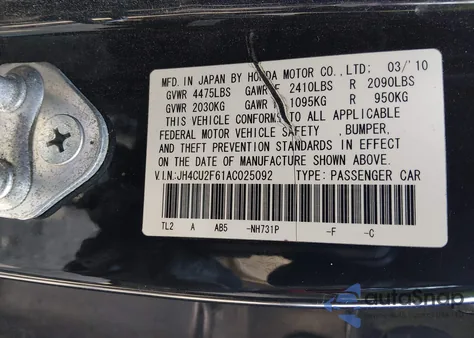 MFD. IN JAPAN BY HONDA MOTOR CO., LTD: 03/10
GVWR 4475LBS GAWR F 2410LBS R 2090LBS
GVWR 2030KG GAWR F 1095KG R 950KG
THIS VEHICLE CONFORMS TO ALL APPLICABLE
FEDERAL MOTOR VEHICLE SAFETY , BUMPER,
AND THEFT PREVENTION STANDARDS IN EFFECT
ON THE DATE OF MANUFACTURE SHOWN ABOVE.
V.I.N:JH4CU2F61AC025092 TYPE: PASSENGER CAR
TL2 A AB5 -NH731P -F -C
autoSnap